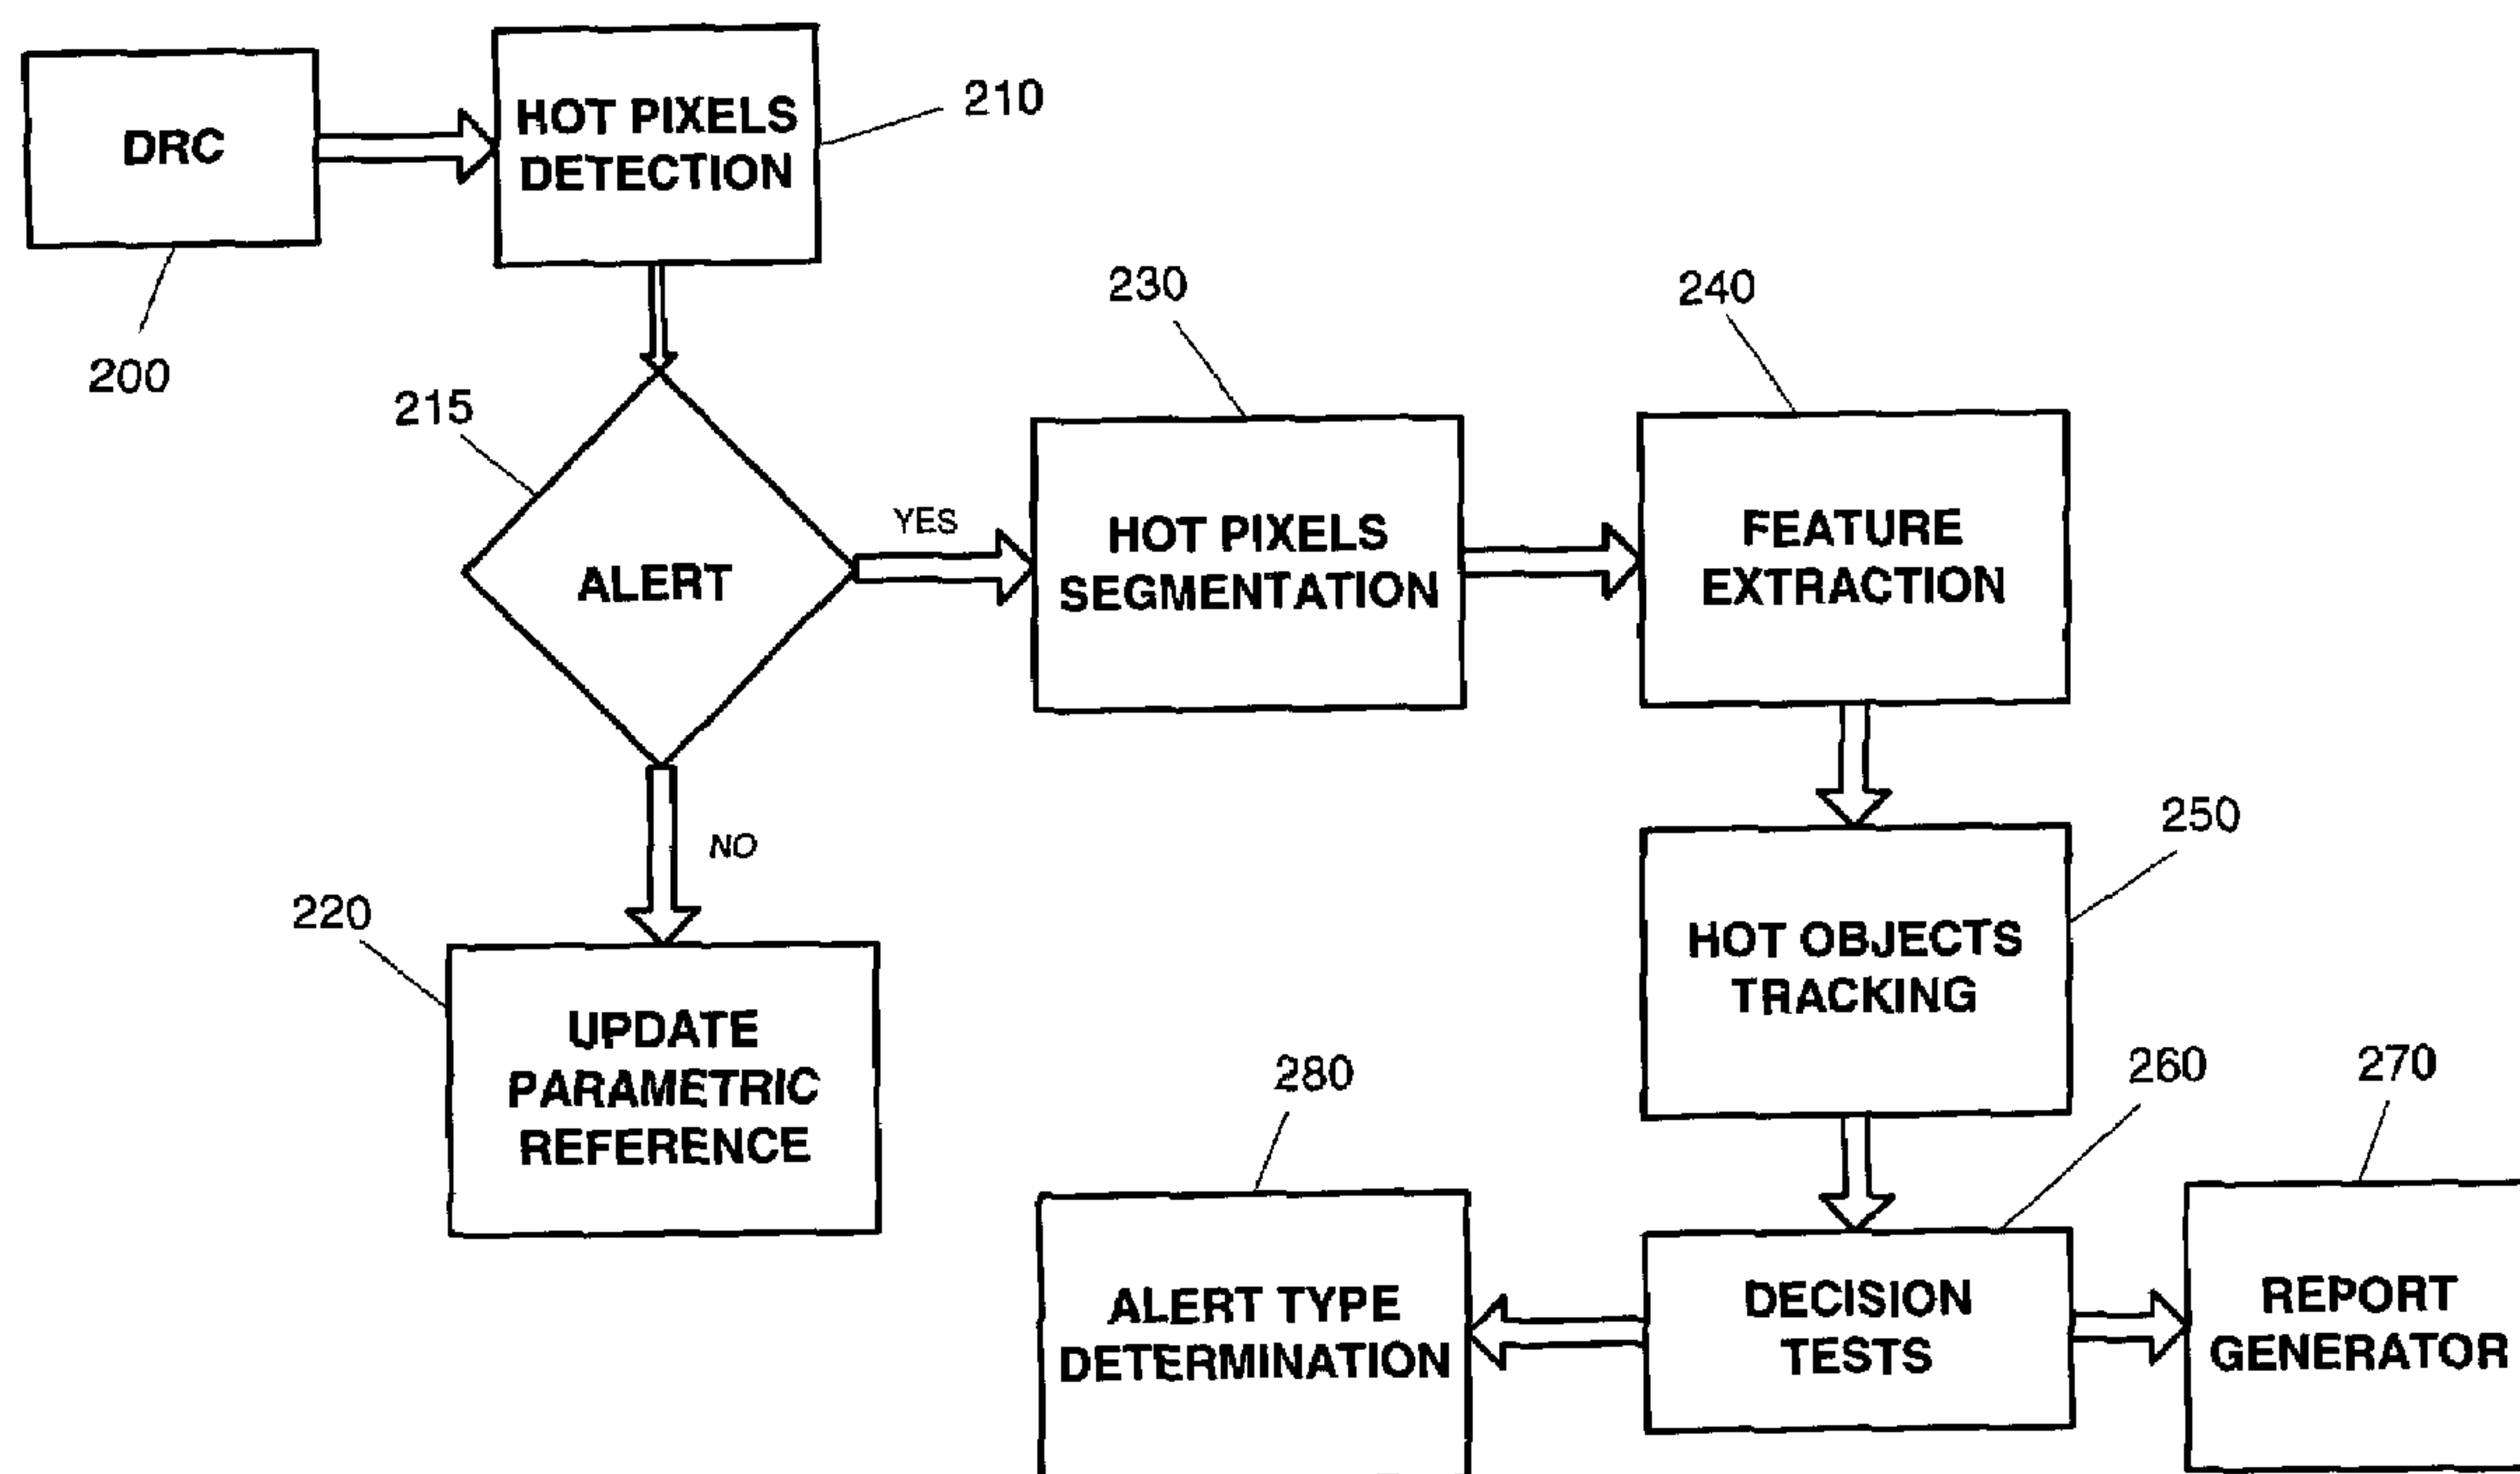 DRC
200
HOT PIXELS
DETECTION
210
215
ALERT
YES
NO
220
UPDATE
PARAMETRIC
REFERENCE
230
HOT PIXELS
SEGMENTATION
240
FEATURE
EXTRACTION
250
HOT OBJECTS
TRACKING
260
DECISION
TESTS
270
REPORT
GENERATOR
280
ALERT TYPE
DETERMINATION